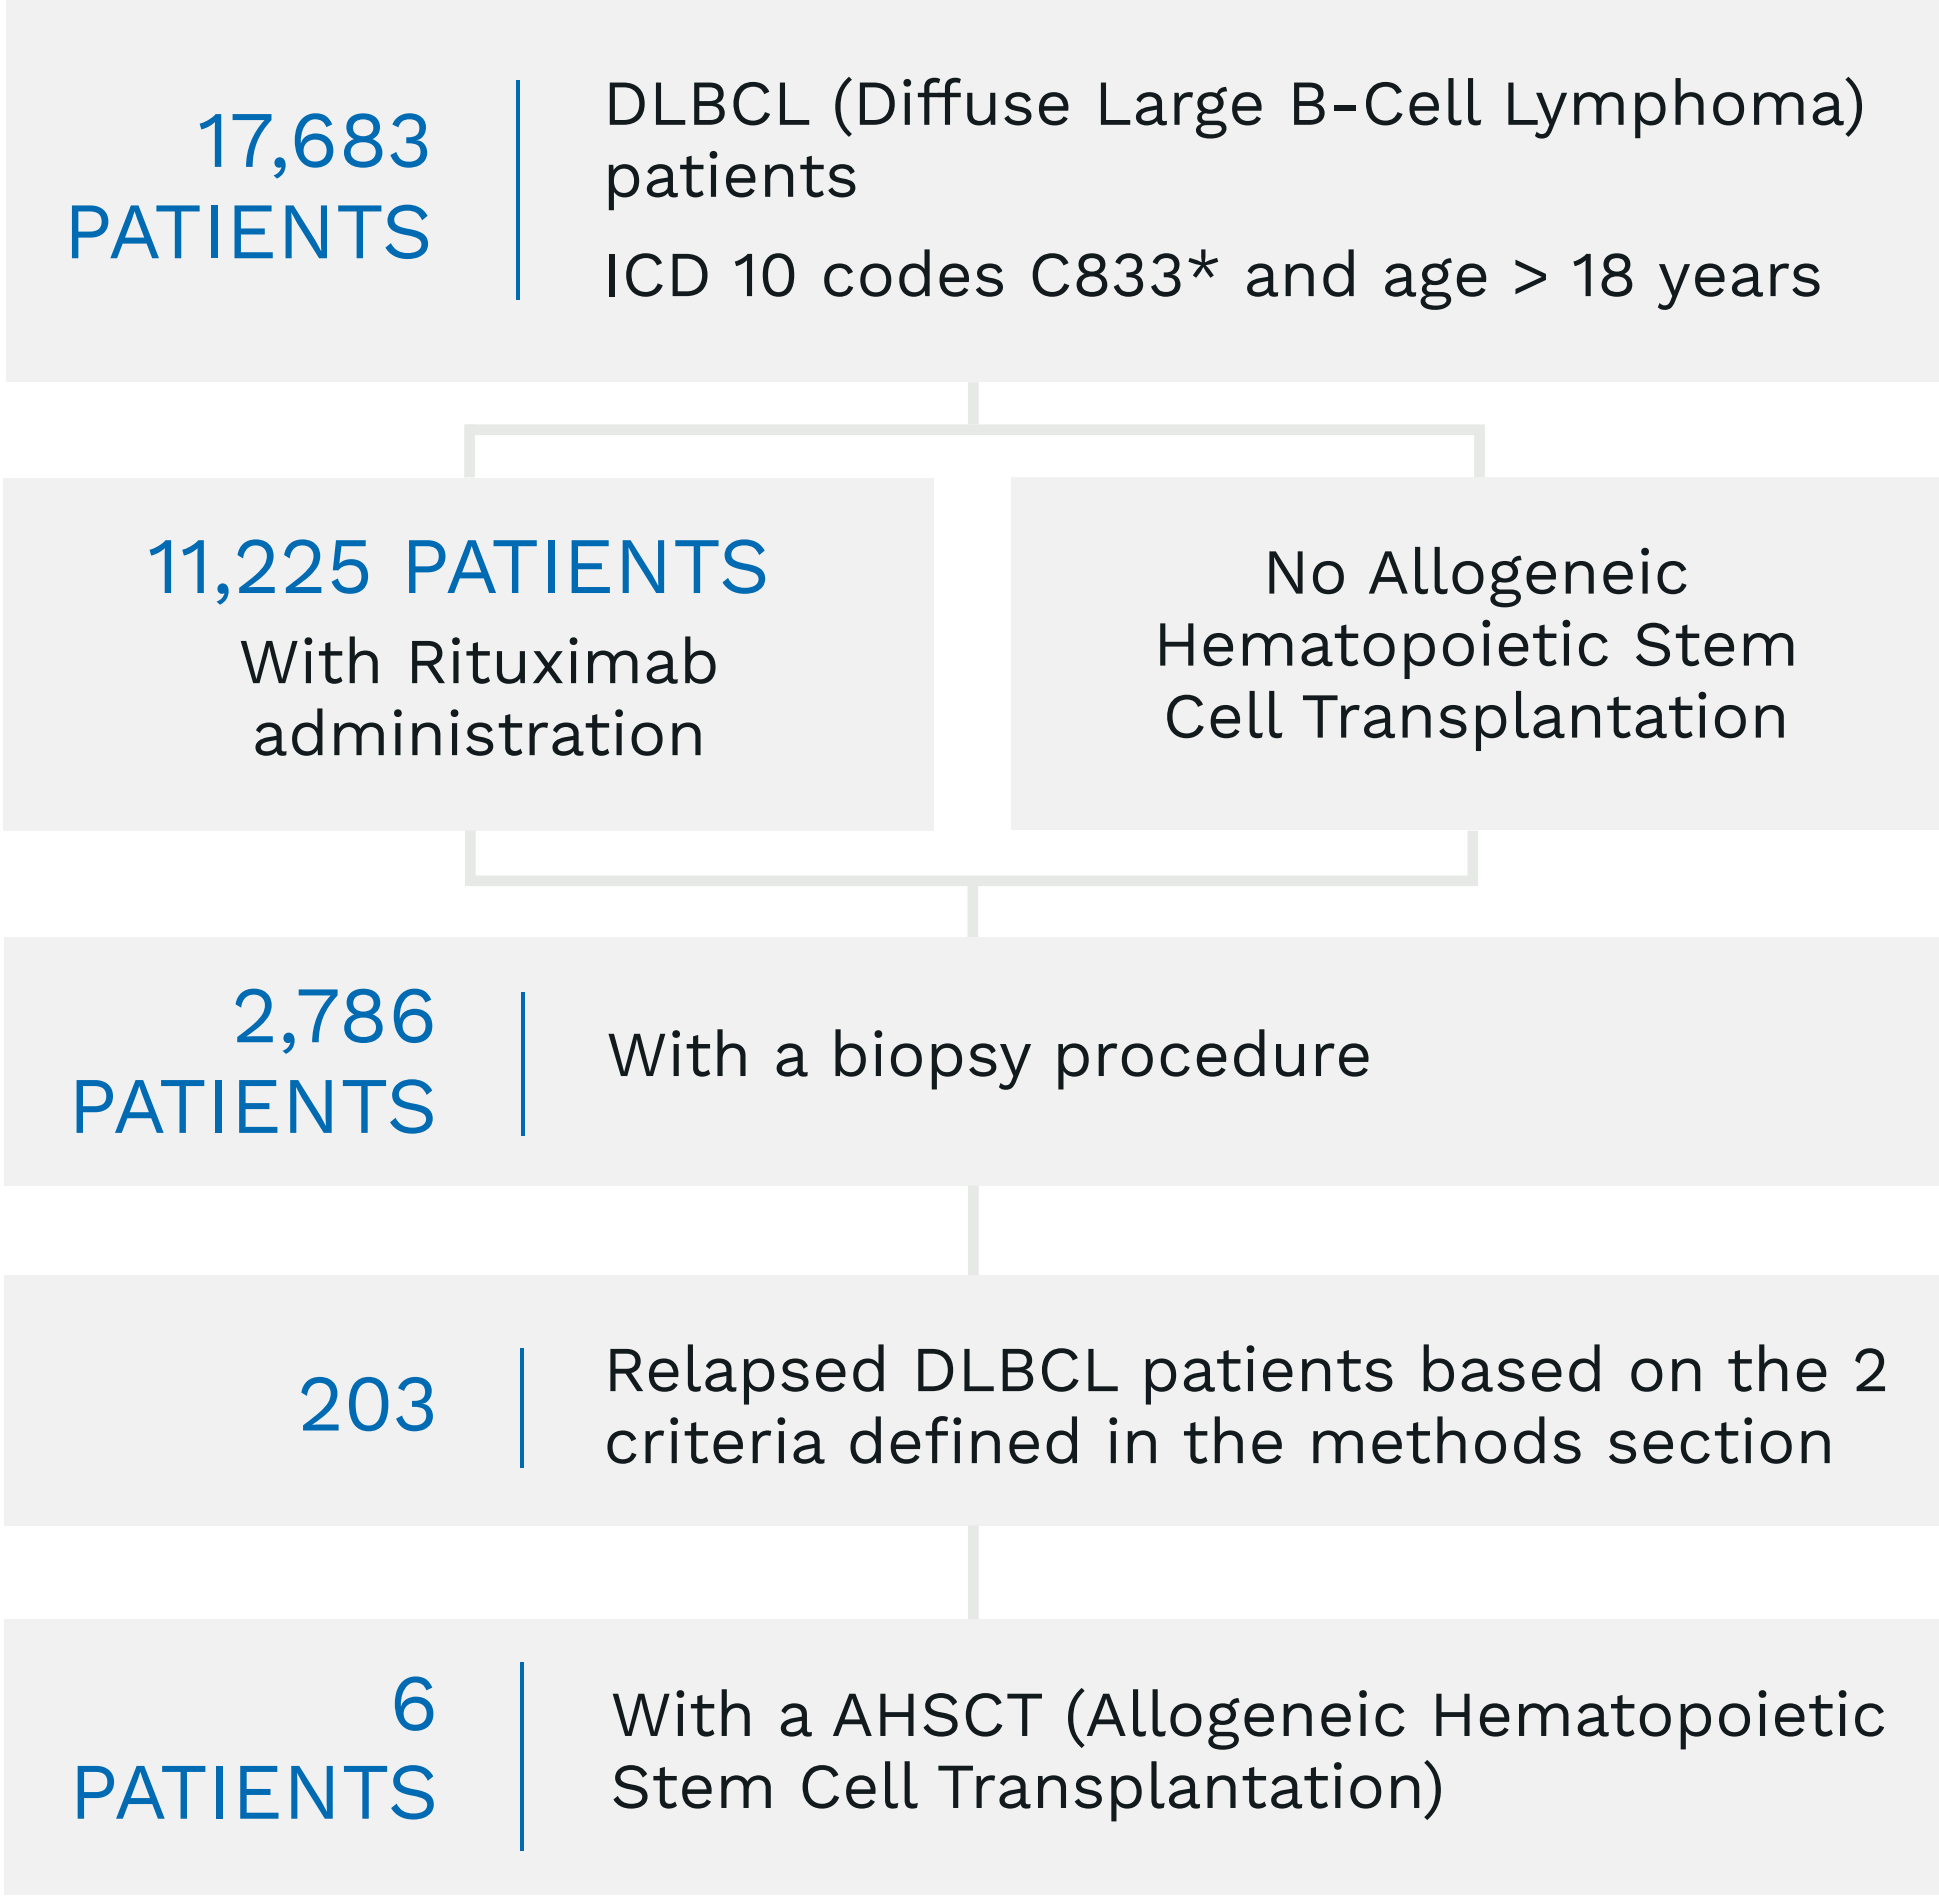 17,683
PATIENTS
DLBCL (Diffuse Large B-Cell Lymphoma)
patients
ICD 10 codes C833* and age > 18 years
11,225 PATIENTS
With Rituximab
administration
No Allogeneic
Hematopoietic Stem
Cell Transplantation
2,786
PATIENTS
With a biopsy procedure
203
Relapsed DLBCL patients based on the 2
criteria defined in the methods section
6
PATIENTS
With a AHSCT (Allogeneic Hematopoietic
Stem Cell Transplantation)